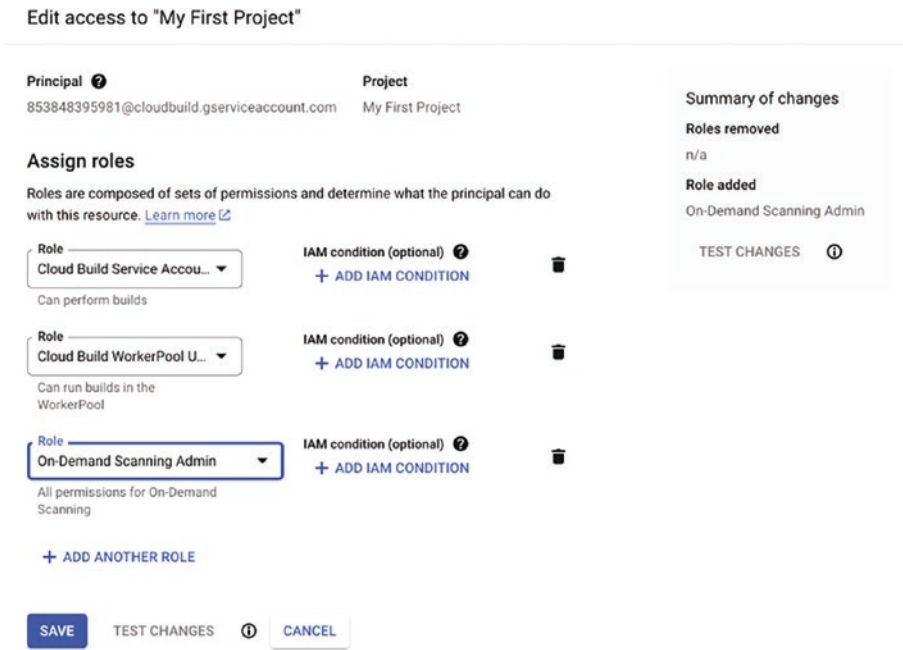 Edit access to "My First Project"
Principal
Project
853848395981@cloudbuild.gserviceaccount.com
My First Project
Assign roles
Roles are composed of sets of permissions and determine what the principal can do
with this resource. Learn more
Role
Cloud Build Service Accou...
Can perform builds
IAM condition (optional)
+ ADD IAM CONDITION
Role
Cloud Build WorkerPool U...
Can run builds in the
WorkerPool
IAM condition (optional)
+ ADD IAM CONDITION
Role
On-Demand Scanning Admin
All permissions for On-Demand
Scanning
IAM condition (optional)
+ ADD IAM CONDITION
+ ADD ANOTHER ROLE
SAVE
TEST CHANGES
CANCEL
Summary of changes
Roles removed
n/a
Role added
On-Demand Scanning Admin
TEST CHANGES